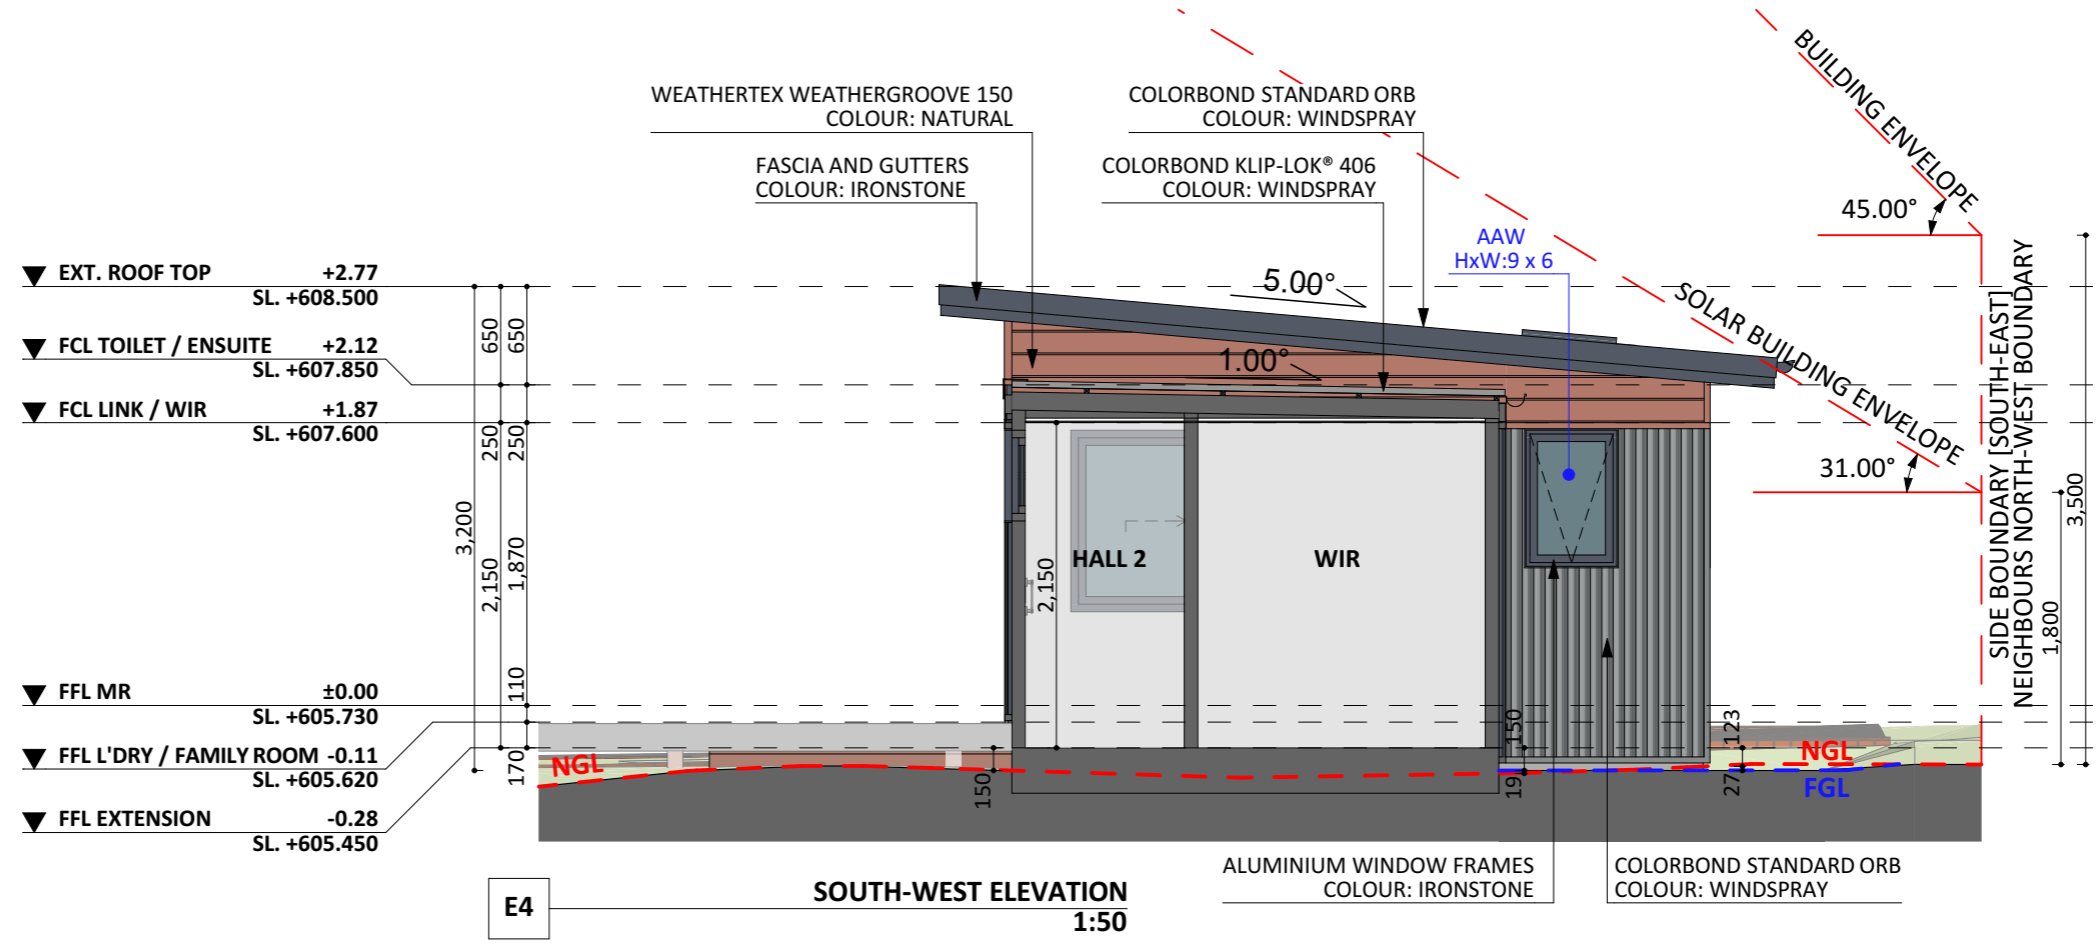 WEATHERTEX WEATHERGROOVE 150
COLOUR: NATURAL
COLORBOND STANDARD ORB
COLOUR: WINDSPRAY
FASCIA AND GUTTERS
COLOUR: IRONSTONE
COLORBOND KLIP-LOK® 406
COLOUR: WINDSPRAY
AAW
HxW:9 x 6
BUILDING ENVELOPE
45.00°
SOLAR BUILDING ENVELOPE
31.00°
5.00°
1.00°
SIDE BOUNDARY [SOUTH-EAST]
NEIGHBOURS NORTH-WEST BOUNDARY
3,500
1,800
EXT. ROOF TOP +2.77
SL. +608.500
FCL TOILET / ENSUITE +2.12
SL. +607.850
FCL LINK / WIR +1.87
SL. +607.600
FFL MR ±0.00
SL. +605.730
FFL L'DRY / FAMILY ROOM -0.11
SL. +605.620
FFL EXTENSION -0.28
SL. +605.450
3,200
650
250
2,150
650
250
1,870
110
170
2,150
HALL 2
WIR
150
150
19
123
27
NGL
NGL
FGL
ALUMINIUM WINDOW FRAMES
COLOUR: IRONSTONE
COLORBOND STANDARD ORB
COLOUR: WINDSPRAY
E4
SOUTH-WEST ELEVATION
1:50